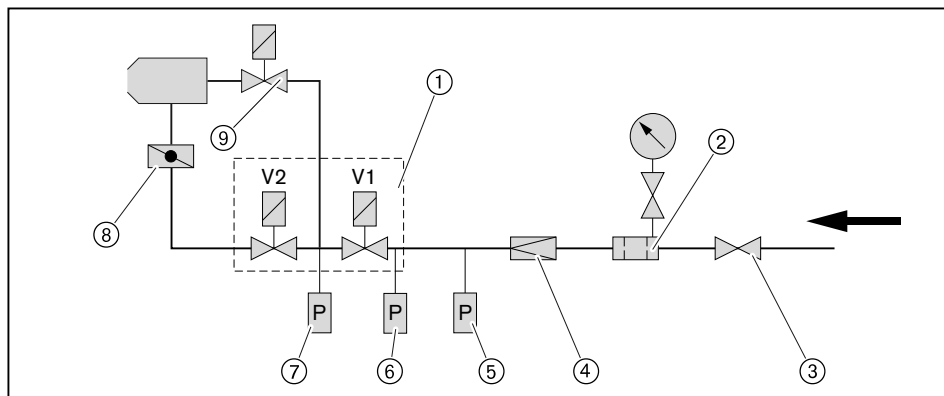 ①
②
⑨
V2
V1
⑧
P
P
P
⑦
⑥
⑤
④
③